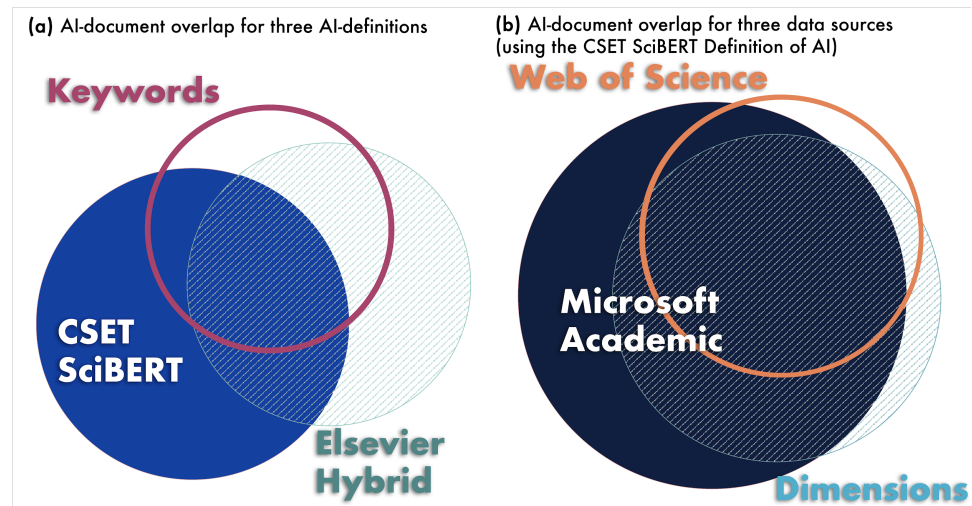 (a) AI-document overlap for three AI-definitions
Keywords
CSET
SciBERT
Elsevier
Hybrid
(b) AI-document overlap for three data sources
(using the CSET SciBERT Definition of AI)
Web of Science
Microsoft
Academic
Dimensions